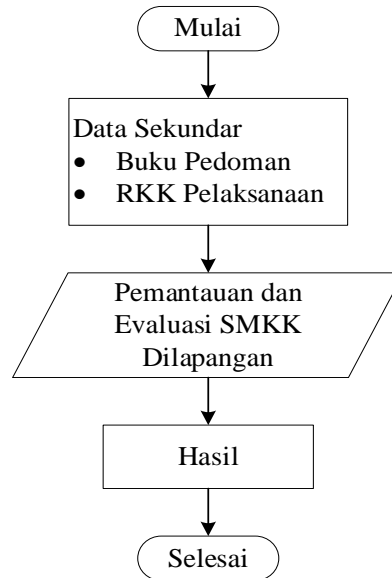 Mulai
Data Sekundar
• Buku Pedoman
• RKK Pelaksanaan
Pemantauan dan
Evaluasi SMKK
Dilapangan
Hasil
Selesai